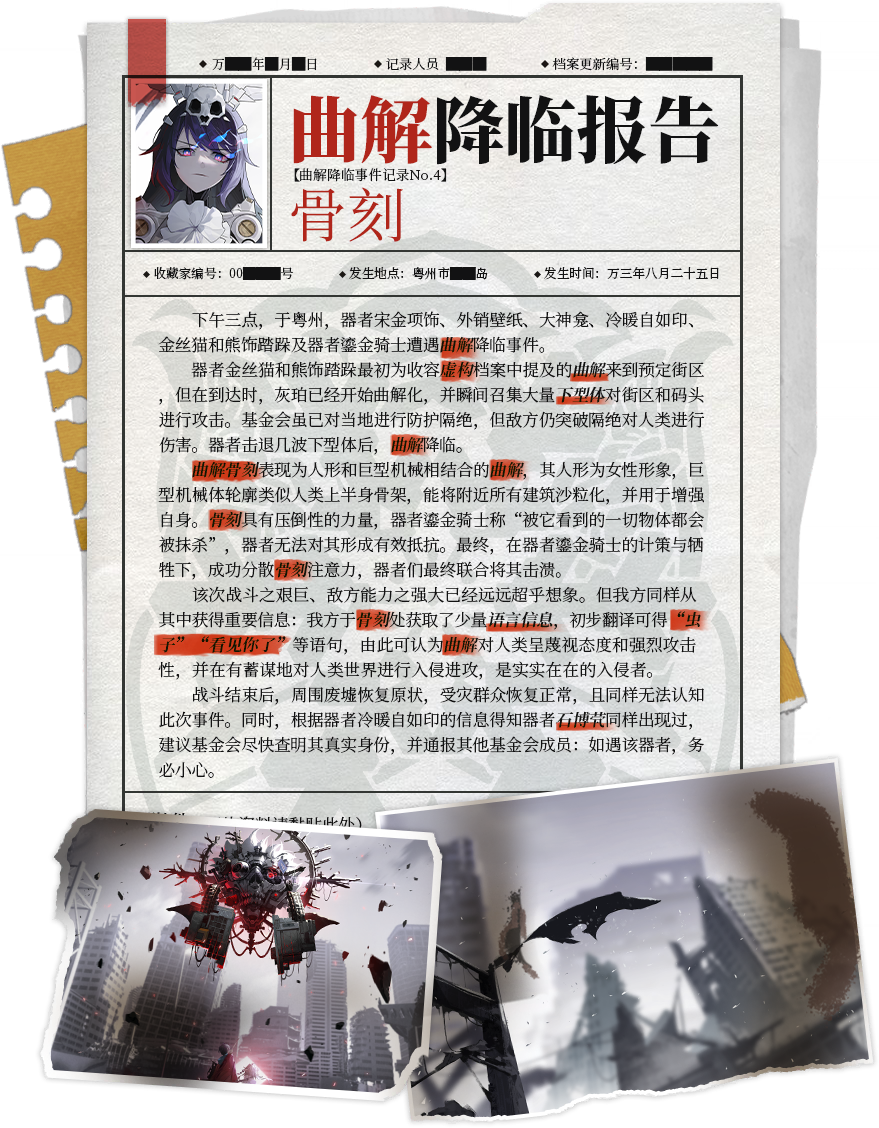 ◆ 万███年██月██日 ◆ 记录人员 ███ ◆ 档案更新编号：█████
曲解降临报告
【曲解降临事件记录No.4】
骨刻
◆ 收藏家编号：00███号 ◆ 发生地点：粤州市██岛 ◆ 发生时间：万三年八月二十五日
下午三点，于粤州，器者宋金项饰、外销壁纸、大神龛、冷暖自如印、
金丝猫和熊饰踏跺及器者鎏金骑士遭遇曲解降临事件。
器者金丝猫和熊饰踏跺最初为收容虚构档案中提及的曲解来到预定街区
，但在到达时，灰珀已经开始曲解化，并瞬间召集大量下型体对街区和码头
进行攻击。基金会虽已对当地进行防护隔绝，但敌方仍突破隔绝对人类进行
伤害。器者击退几波下型体后，曲解降临。
曲解骨刻表现为人形和巨型机械相结合的曲解，其人形为女性形象，巨
型机械体轮廓类似人类上半身骨架，能将附近所有建筑沙粒化，并用于增强
自身。骨刻具有压倒性的力量，器者鎏金骑士称“被它看到的一切物体都会
被抹杀”，器者无法对其形成有效抵抗。最终，在器者鎏金骑士的计策与牺
牲下，成功分散骨刻注意力，器者们最终联合将其击溃。
该次战斗之艰巨、敌方能力之强大已经远远超乎想象。但我方同样从
其中获得重要信息：我方于骨刻处获取了少量语言信息，初步翻译可得“虫
子”“看见你了”等语句，由此可认为曲解对人类呈蔑视态度和强烈攻击
性，并在有蓄谋地对人类世界进行入侵进攻，是实实在在的入侵者。
战斗结束后，周围废墟恢复原状，受灾群众恢复正常，且同样无法认知
此次事件。同时，根据器者冷暖自如印的信息得知器者石博茕同样出现过，
建议基金会尽快查明其真实身份，并通报其他基金会成员：如遇该器者，务
必小心。
資料请黏贴此处）